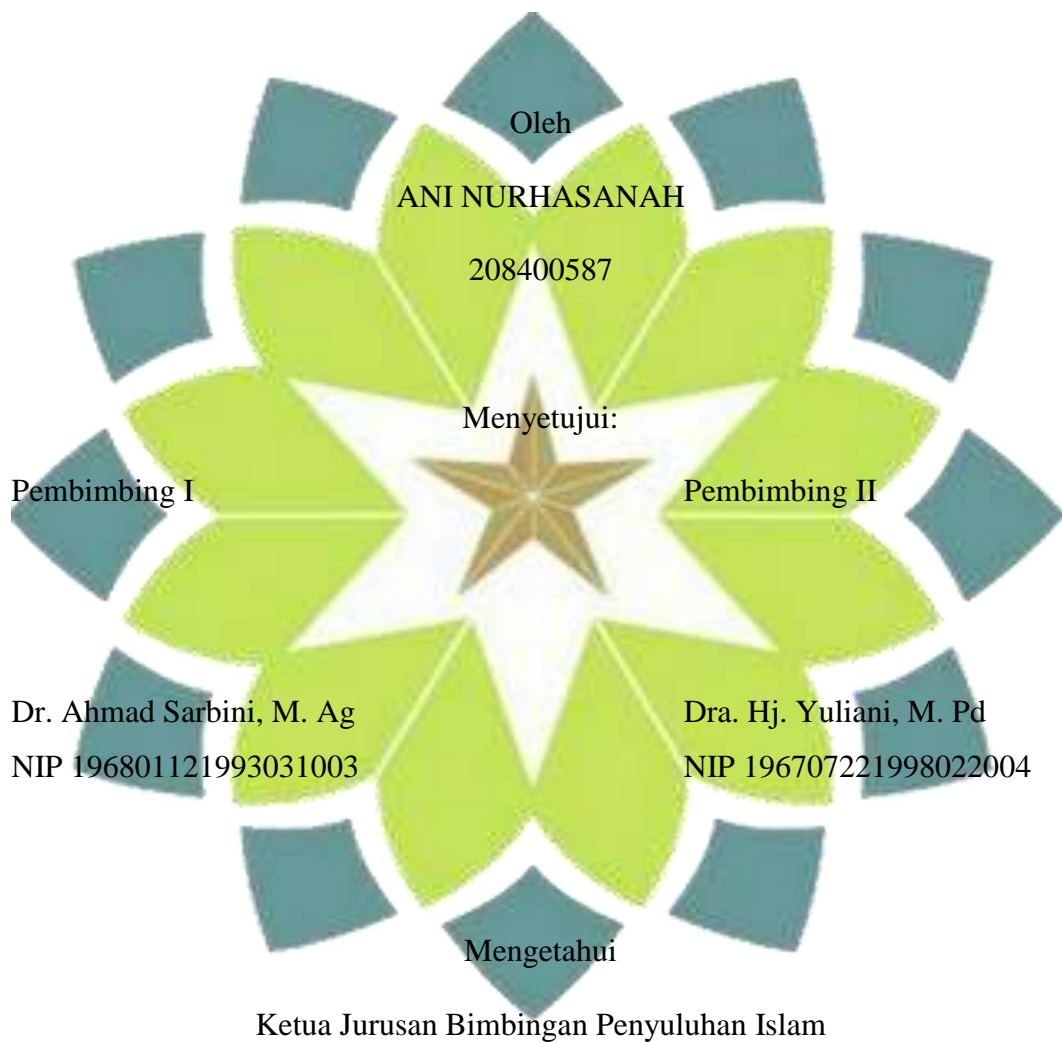 Oleh
ANI NURHASANAH
208400587
Menyetujui:
Pembimbing I Pembimbing II
Dr. Ahmad Sarbini, M. Ag Dra. Hj. Yuliani, M. Pd
NIP 196801121993031003 NIP 196707221998022004
Mengetahui
Ketua Jurusan Bimbingan Penyuluhan Islam